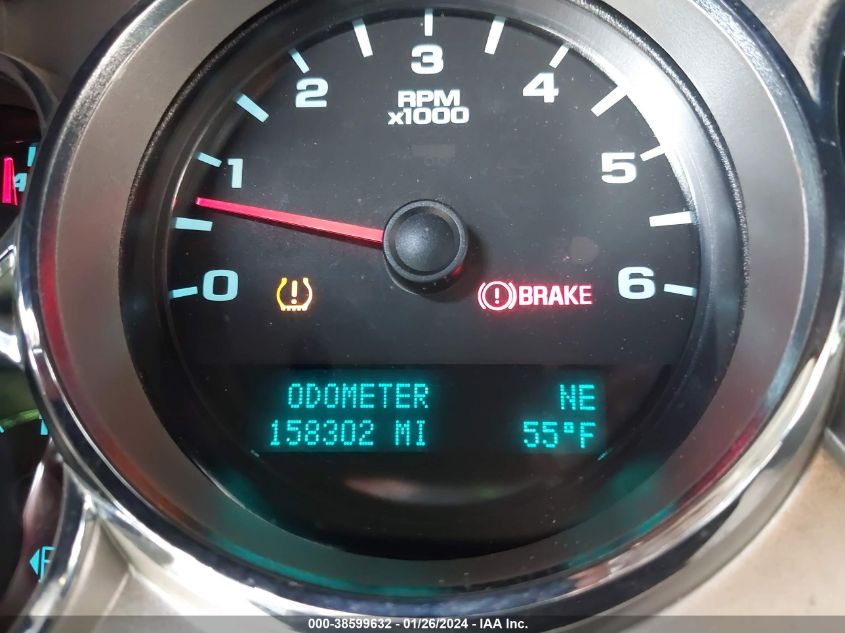 3
2
4
RPM
x1000
1
5
0
6
BRAKE
ODOMETER NE
158302 MI 55°F
000-38599632 - 01/26/2024 - IAA Inc.